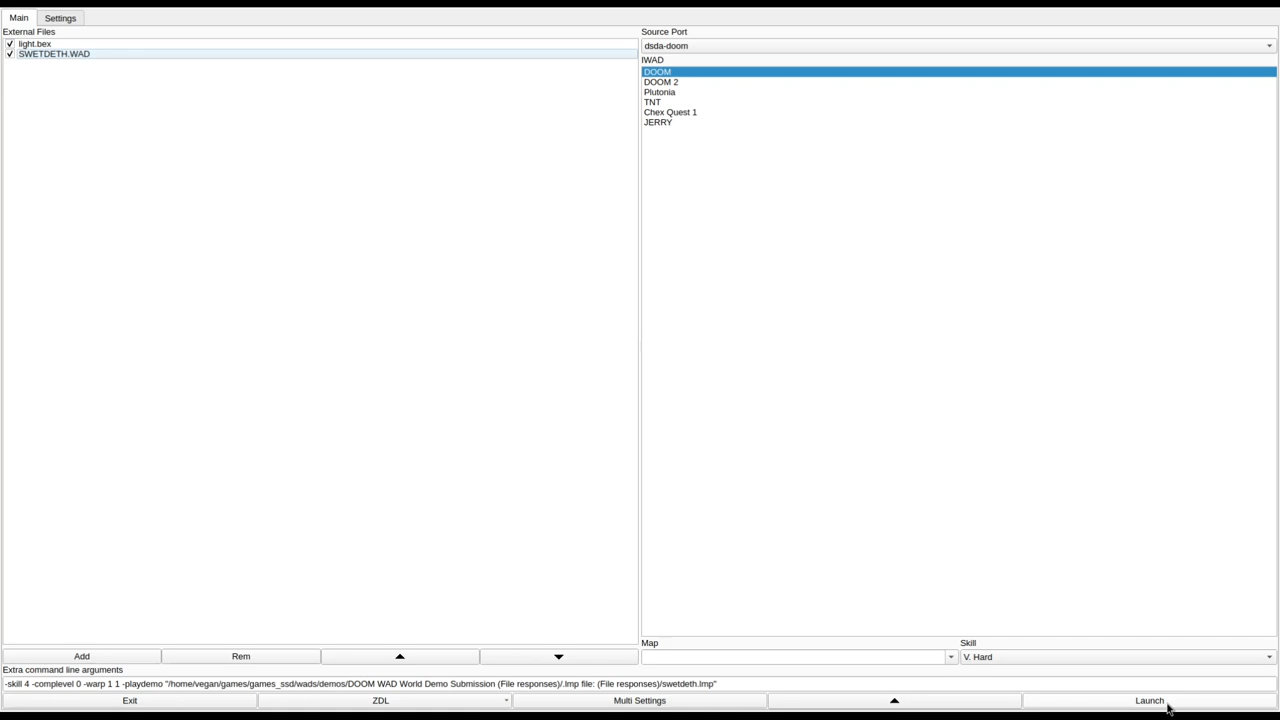 Main Settings
External Files
light.bex
SWETDETH.WAD
Source Port
dsda-doom
IWAD
DOOM
DOOM 2
Plutonia
TNT
Chex Quest 1
JERRY
Map
Skill
V. Hard
Add
Rem
Extra command line arguments
-skill 4 -complevel 0 -warp 1 1 -playdemo "/home/vegan/games/games_ssd/wads/demos/DOOM WAD World Demo Submission (File responses)/.lmp file: (File responses)/swetdeth.lmp"
Exit
ZDL
Multi Settings
Launch